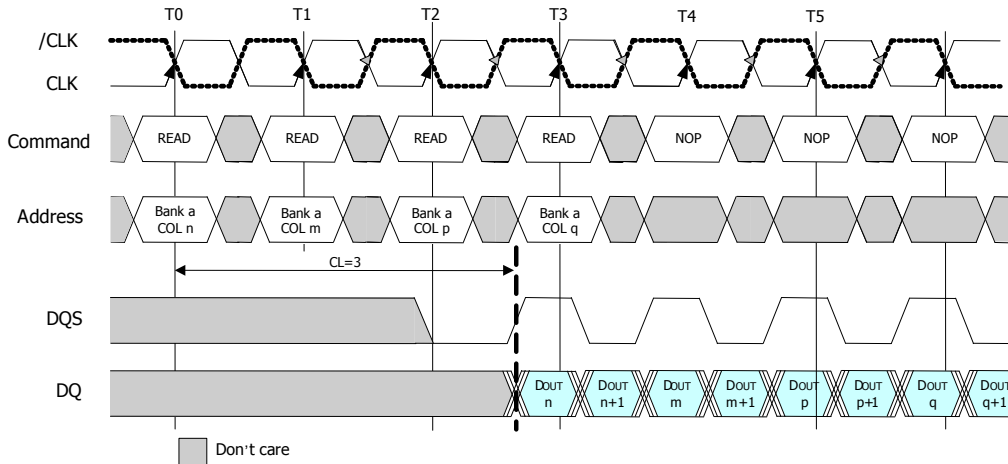 T0 T1 T2 T3 T4 T5
/CLK
CLK
Command READ READ READ READ NOP NOP NOP
Address Bank a Bank a Bank a Bank a
COL n COL m COL p COL q
CL=3
DQS
DQ DOUT DOUT DOUT DOUT DOUT DOUT DOUT DOUT
n n+1 m m+1 p p+1 q q+1
Don't care